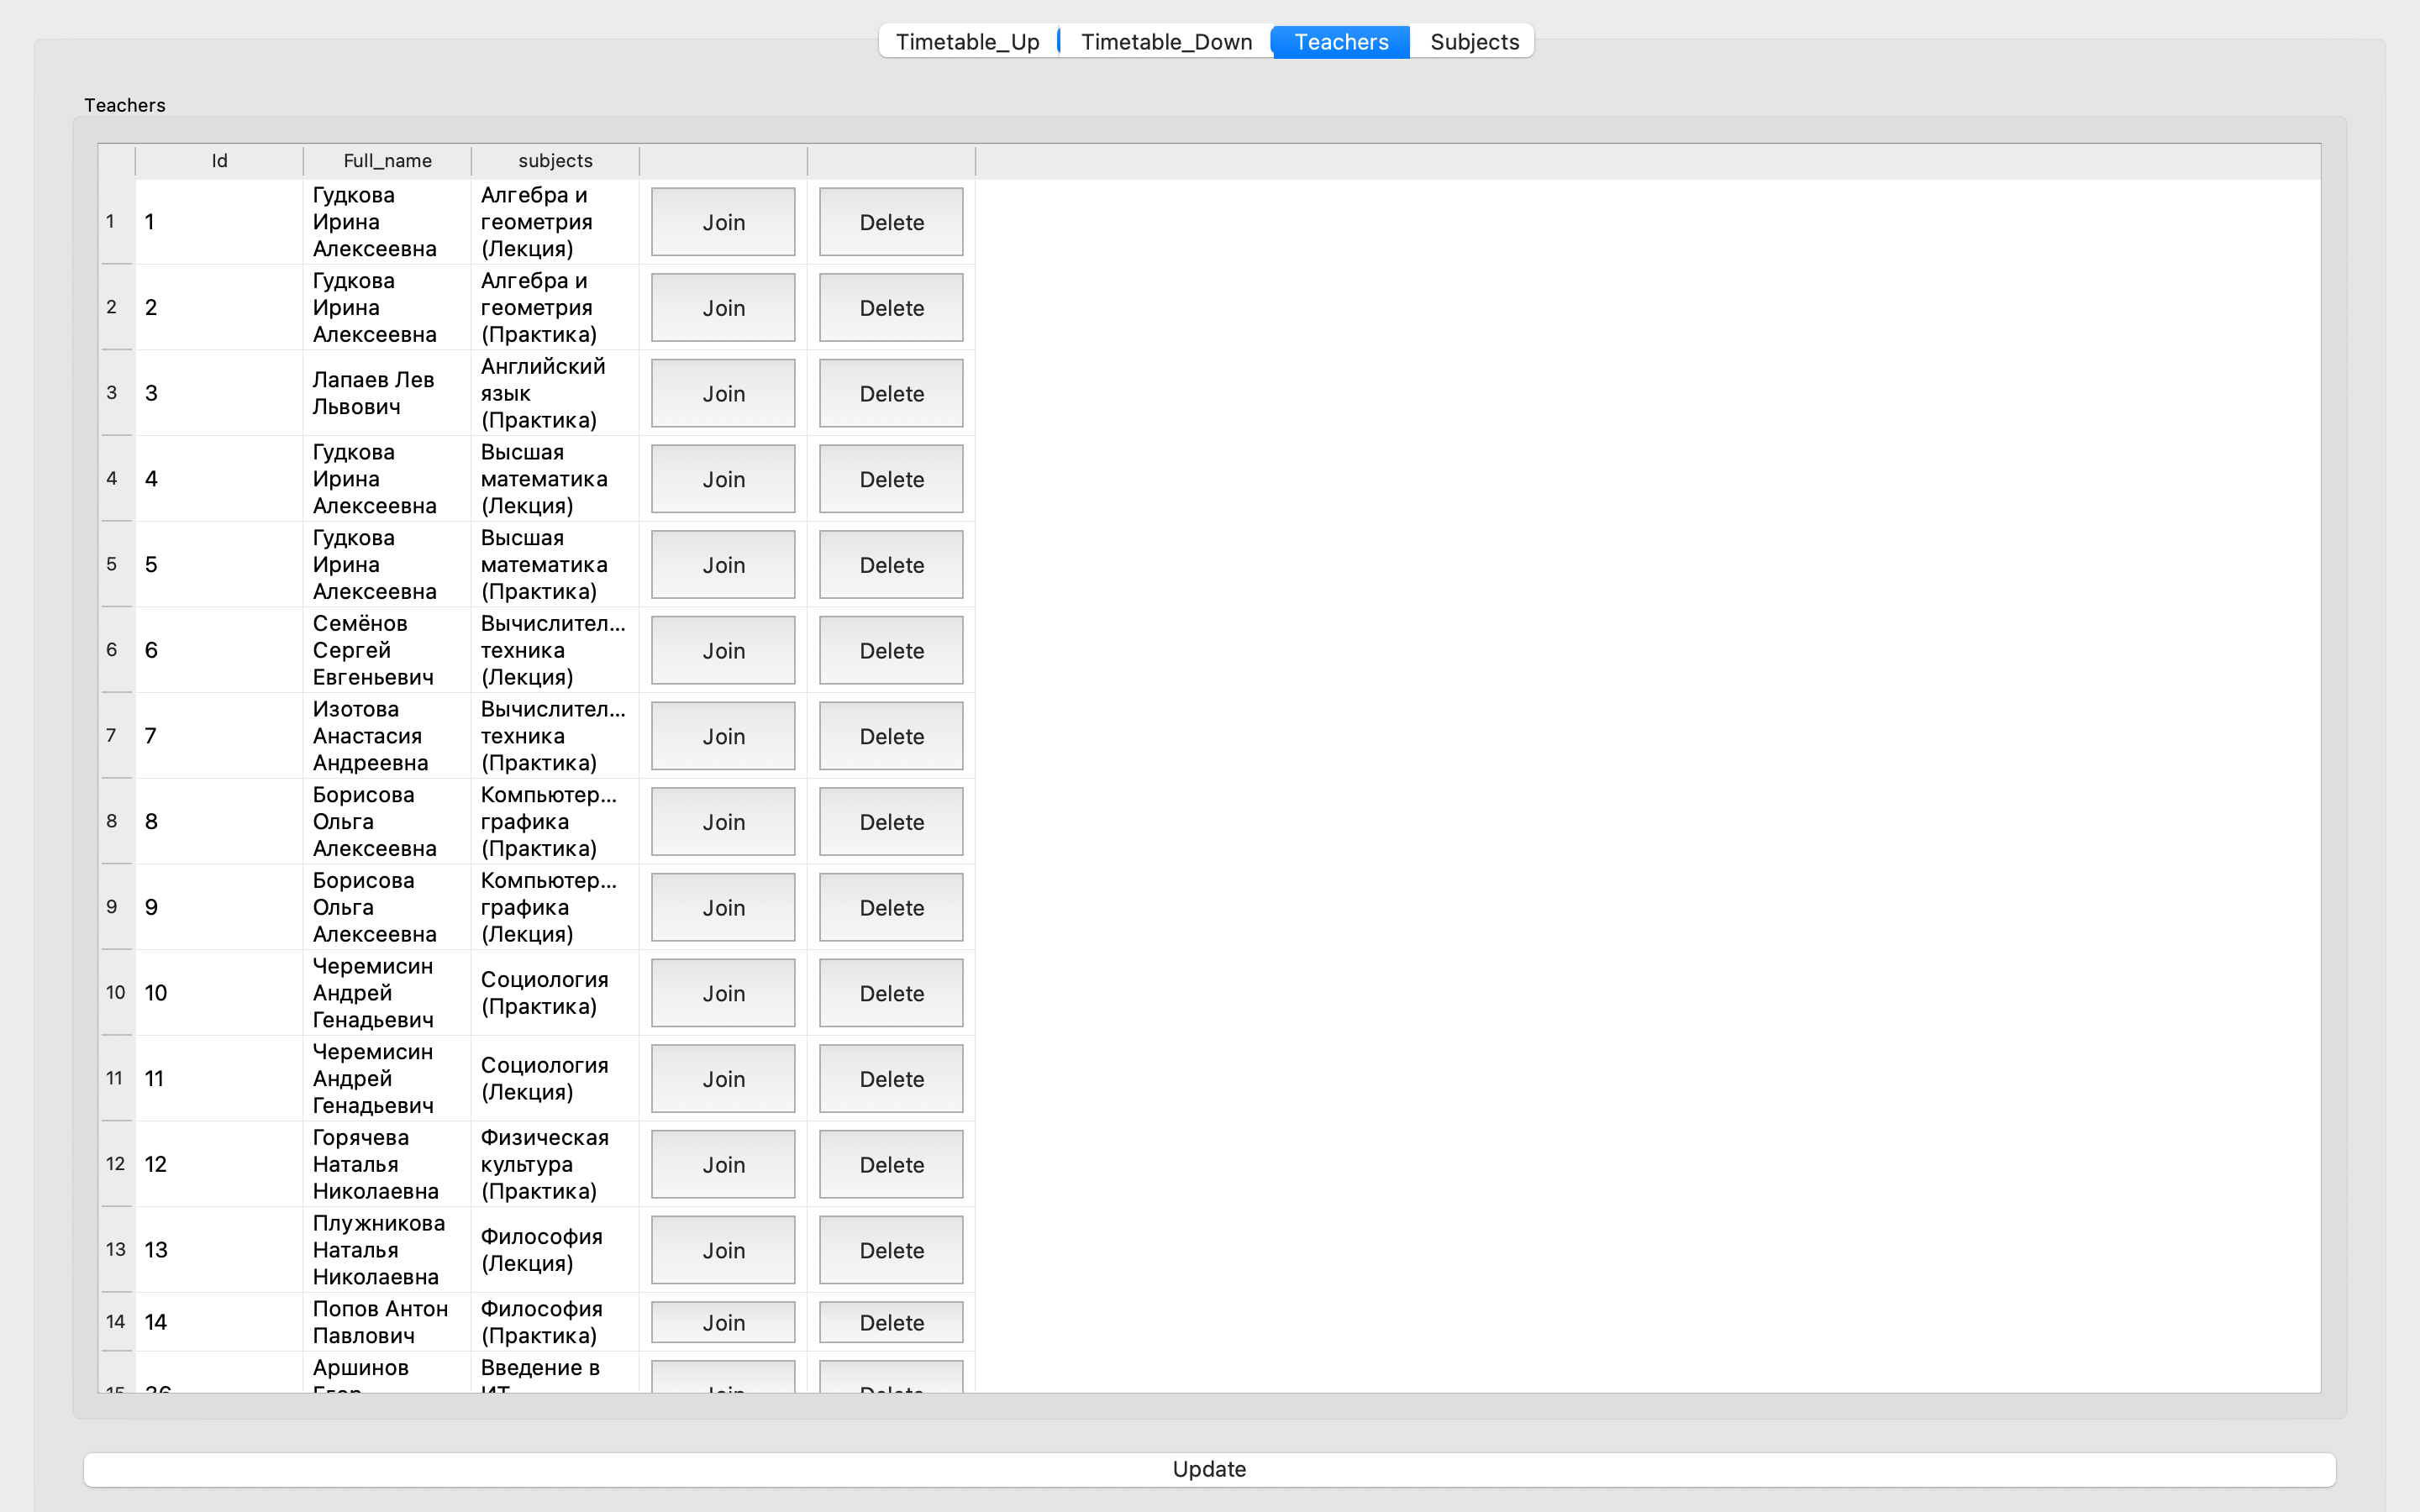 Timetable_Up Timetable_Down Teachers Subjects
Teachers
Id Full_name subjects
1 1 Гудкова Ирина Алексеевна Алгебра и геометрия (Лекция) Join Delete
2 2 Гудкова Ирина Алексеевна Алгебра и геометрия (Практика) Join Delete
3 3 Лапаев Лев Львович Английский язык (Практика) Join Delete
4 4 Гудкова Ирина Алексеевна Высшая математика (Лекция) Join Delete
5 5 Гудкова Ирина Алексеевна Высшая математика (Практика) Join Delete
6 6 Семёнов Сергей Евгеньевич Вычислител... техника (Лекция) Join Delete
7 7 Изотова Анастасия Андреевна Вычислител... техника (Практика) Join Delete
8 8 Борисова Ольга Алексеевна Компьютер... графика (Практика) Join Delete
9 9 Борисова Ольга Алексеевна Компьютер... графика (Лекция) Join Delete
10 10 Черемисин Андрей Генадьевич Социология (Практика) Join Delete
11 11 Черемисин Андрей Генадьевич Социология (Лекция) Join Delete
12 12 Горячева Наталья Николаевна Физическая культура (Практика) Join Delete
13 13 Плужникова Наталья Николаевна Философия (Лекция) Join Delete
14 14 Попов Антон Павлович Философия (Практика) Join Delete
Аршинов Введение в
Update